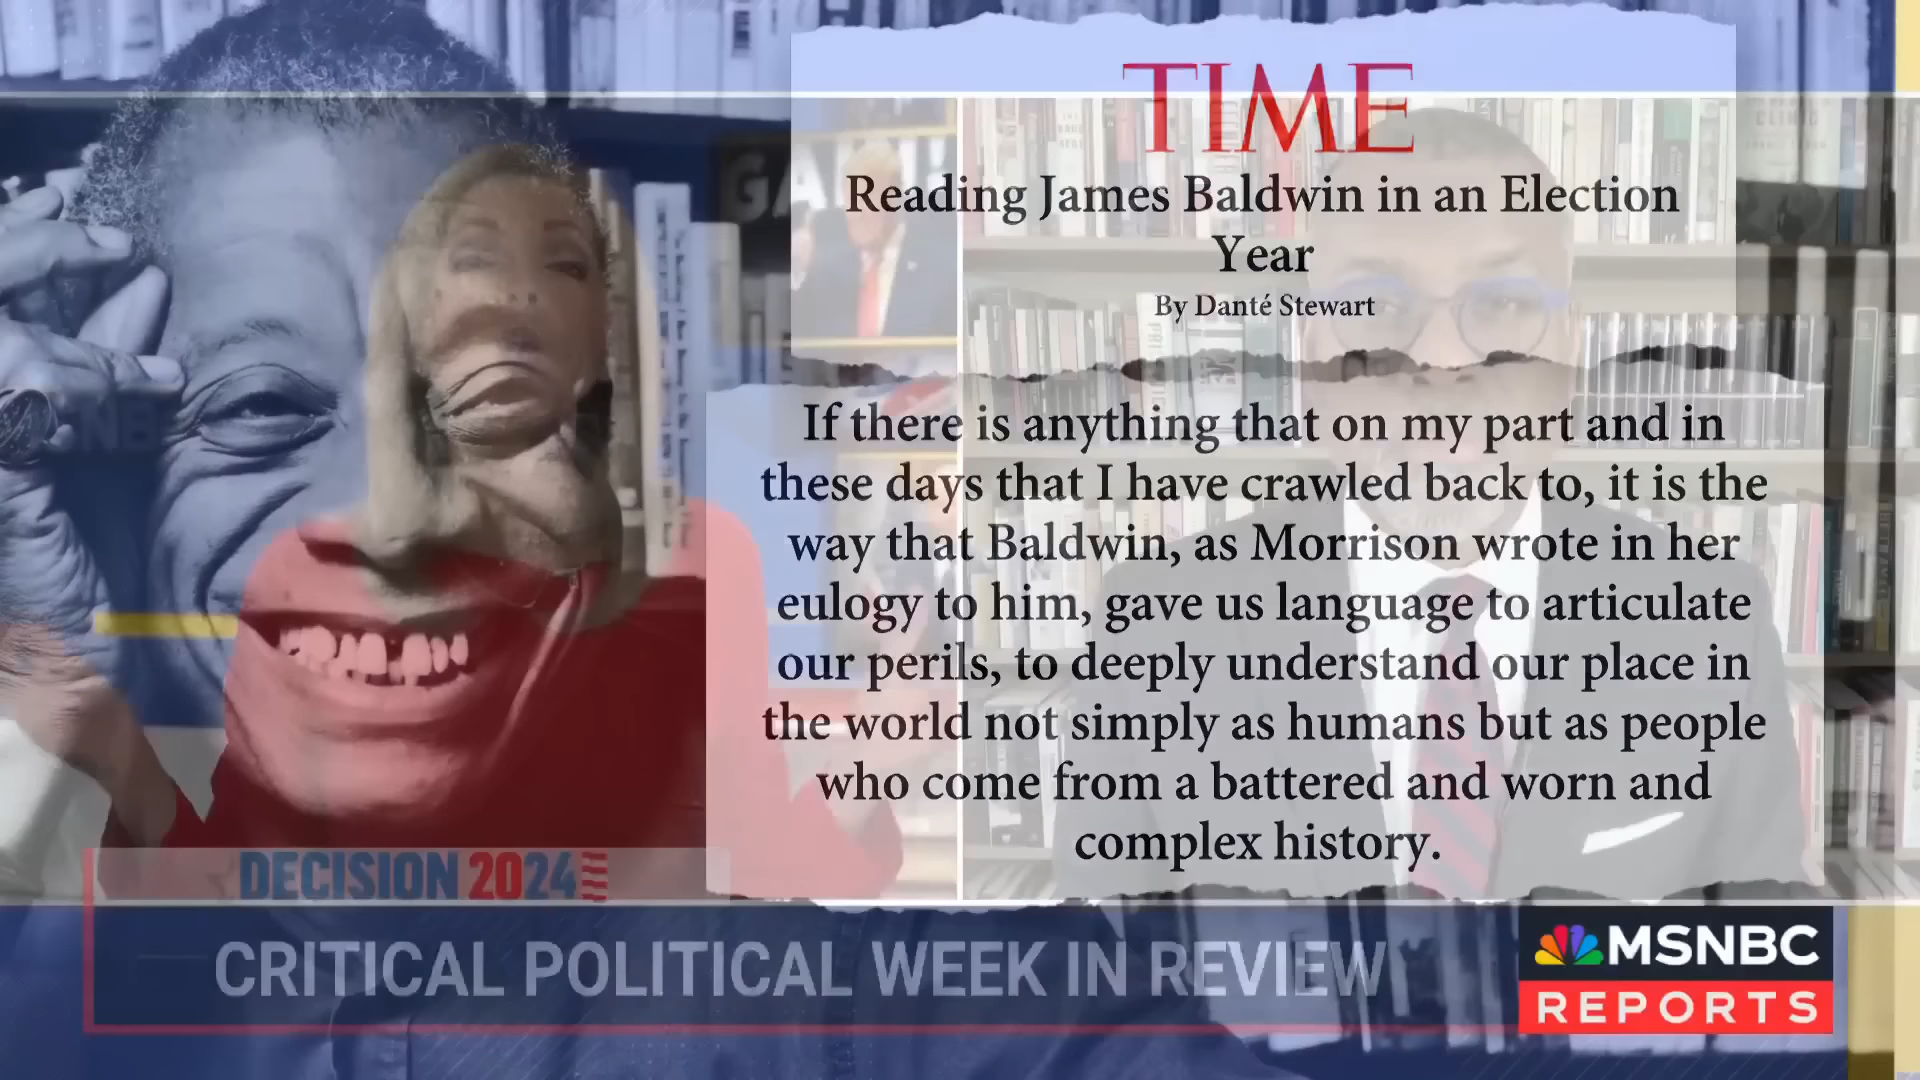 TIME
Reading James Baldwin in an Election
Year
By Danté Stewart
If there is anything that on my part and in
these days that I have crawled back to, it is the
way that Baldwin, as Morrison wrote in her
eulogy to him, gave us language to articulate
our perils, to deeply understand our place in
the world not simply as humans but as people
who come from a battered and worn and
complex history.
DECISION 2024
CRITICAL POLITICAL WEEK IN REVIEW
MSNBC
REPORTS